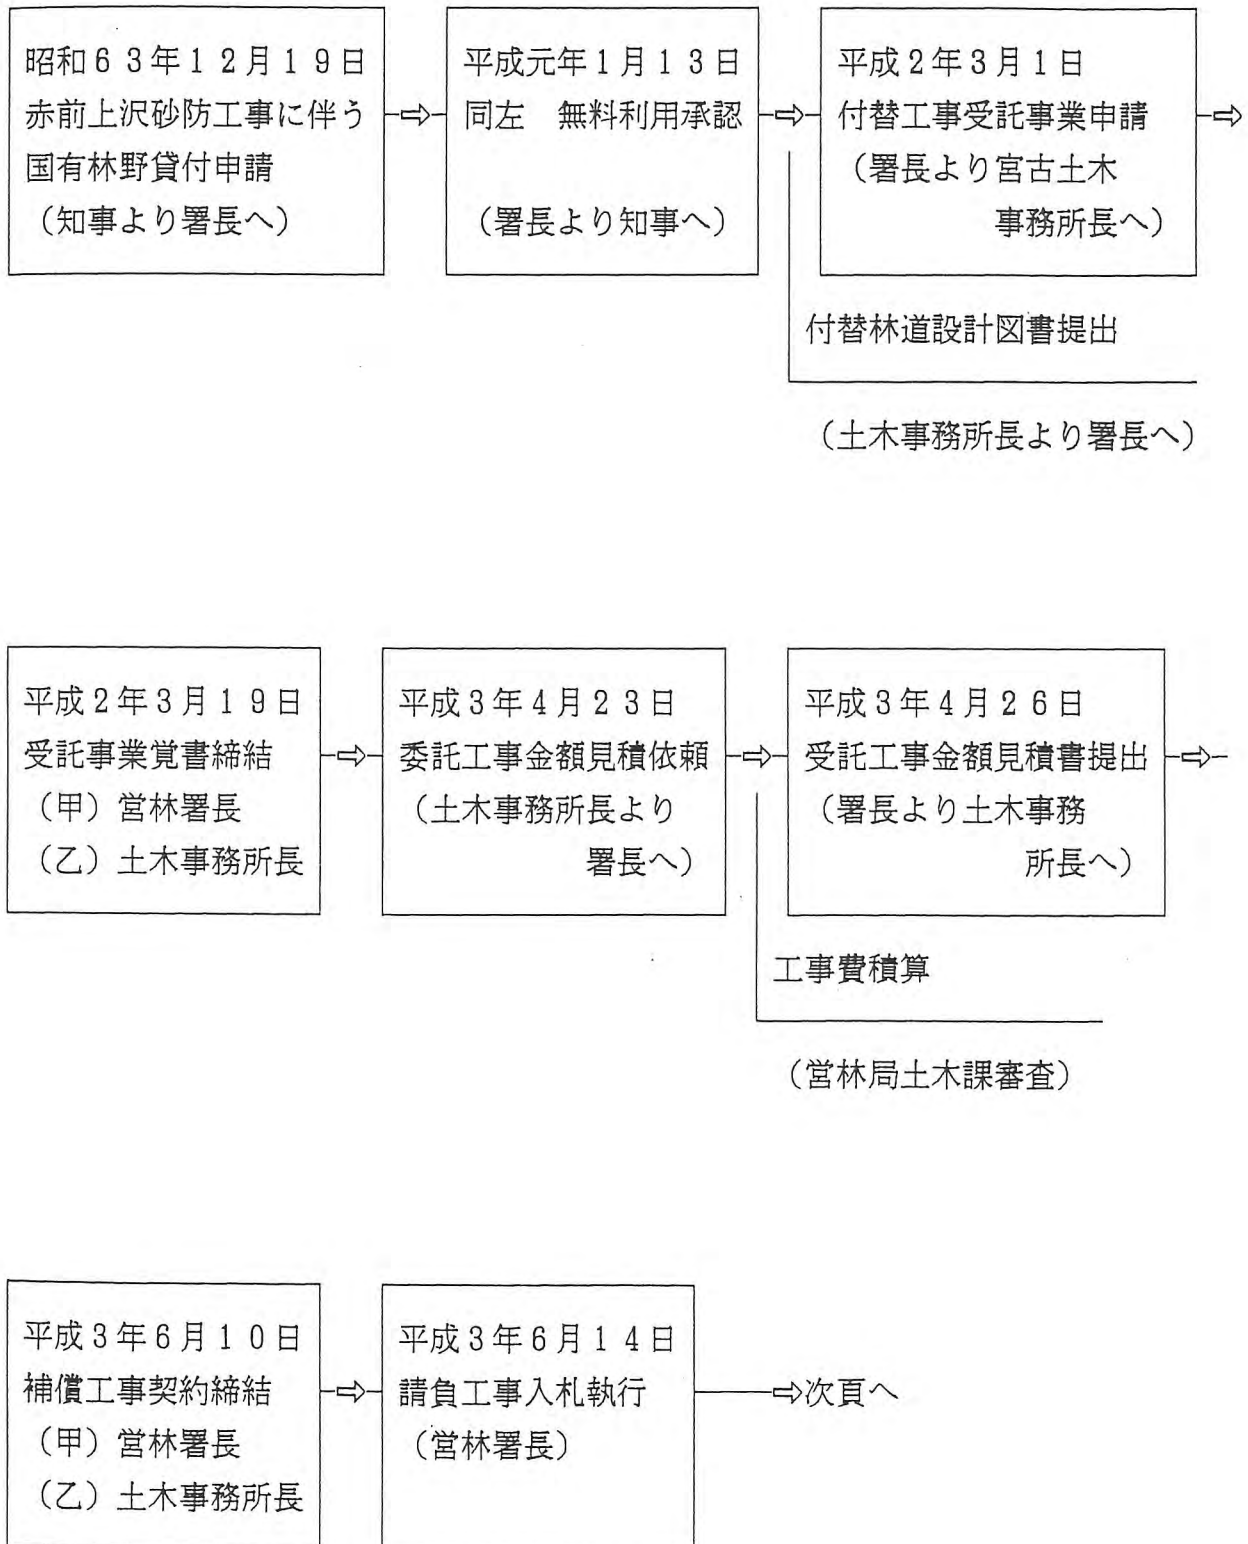 昭和63年12月19日
赤前上沢砂防工事に伴う
国有林野貸付申請
（知事より署長へ）
⇨
平成元年1月13日
同左　無料利用承認
（署長より知事へ）
⇨
平成2年3月1日
付替工事受託事業申請
（署長より宮古土木
事務所長へ）
⇨
付替林道設計図書提出
（土木事務所長より署長へ）
平成2年3月19日
受託事業覚書締結
（甲）営林署長
（乙）土木事務所長
⇨
平成3年4月23日
委託工事金額見積依頼
（土木事務所長より
署長へ）
⇨
平成3年4月26日
受託工事金額見積書提出
（署長より土木事務
所長へ）
⇨
工事費積算
（営林局土木課審査）
平成3年6月10日
補償工事契約締結
（甲）営林署長
（乙）土木事務所長
⇨
平成3年6月14日
請負工事入札執行
（営林署長）
⇨次頁へ